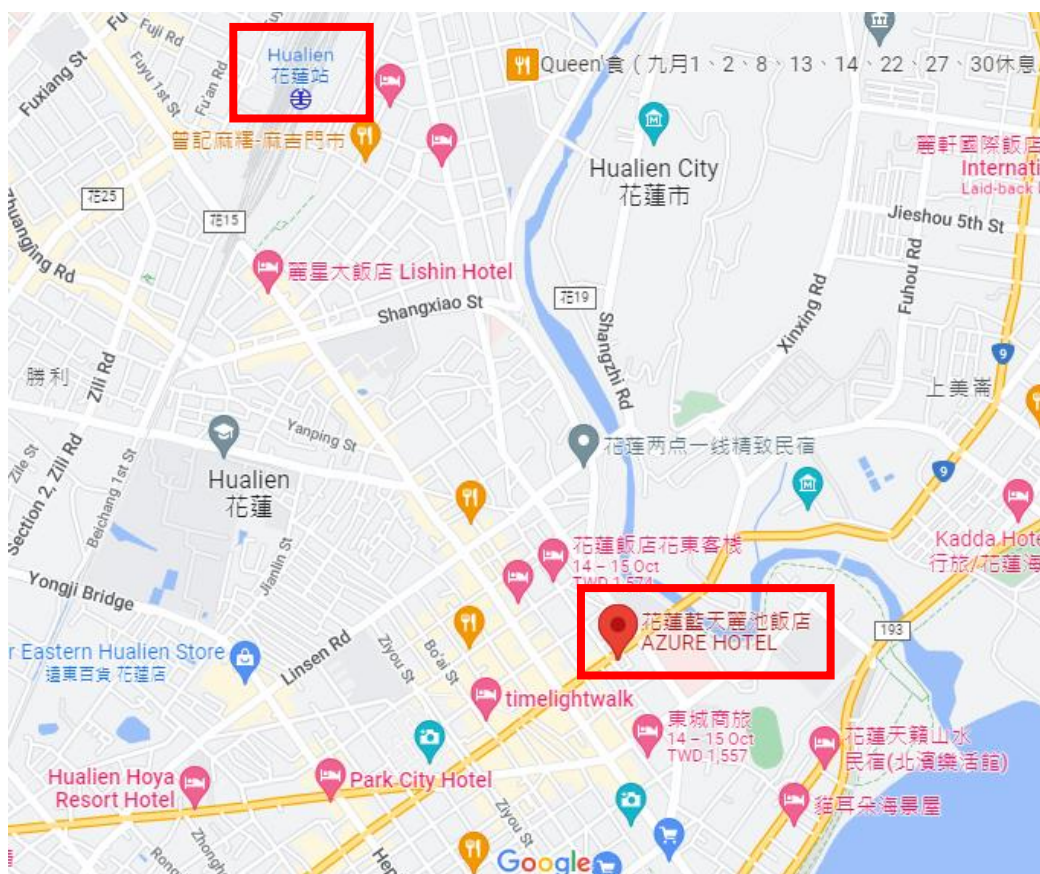 Fuji Rd
Fuxiang St
Fuyu 1st St
Fu'an Rd
Hualien
花蓮站
Queen'食(九月1、2、8、13、14、22、27、30休息
曾記麻糬-麻吉門市
Hualien City
花蓮市
麗軒國際飯店
Internati
Laid-back
花25
花15
Zhuangjing Rd
Jieshou 5th St
Fuhou Rd
麗星大飯店 Lishin Hotel
花19
Shangxiao St
Shangzhi Rd
Xinxing Rd
9
勝利
Zili Rd
上美崙
Yanping St
花莲两点一线精致民宿
Zile St
Section 2, Zili Rd
Beichang 1st St
Hualien
花蓮
9
Jianlin St
花蓮飯店花東客棧
14 – 15 Oct
TWD 1,574
Kadda Hote
行旅/花蓮海
Yongji Bridge
花蓮藍天麗池飯店
AZURE HOTEL
193
r Eastern Hualien Store
遠東百貨 花蓮店
Linsen Rd
Ziyou St
Bo'ai St
timelightwalk
東城商旅
14 – 15 Oct
TWD 1,557
花蓮天籟山水
民宿(北濱樂活館)
Hualien Hoya
Resort Hotel
Park City Hotel
貓耳朵海景屋
Ziyou St
Google